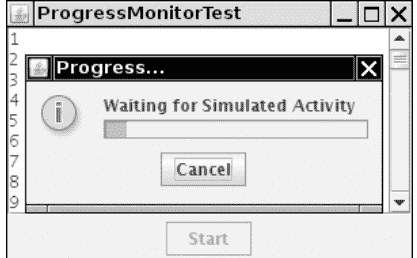 ProgressMonitorTest
1
2
Progress...
3
4
Waiting for Simulated Activity
5
6
Cancel
7
8
9
Start